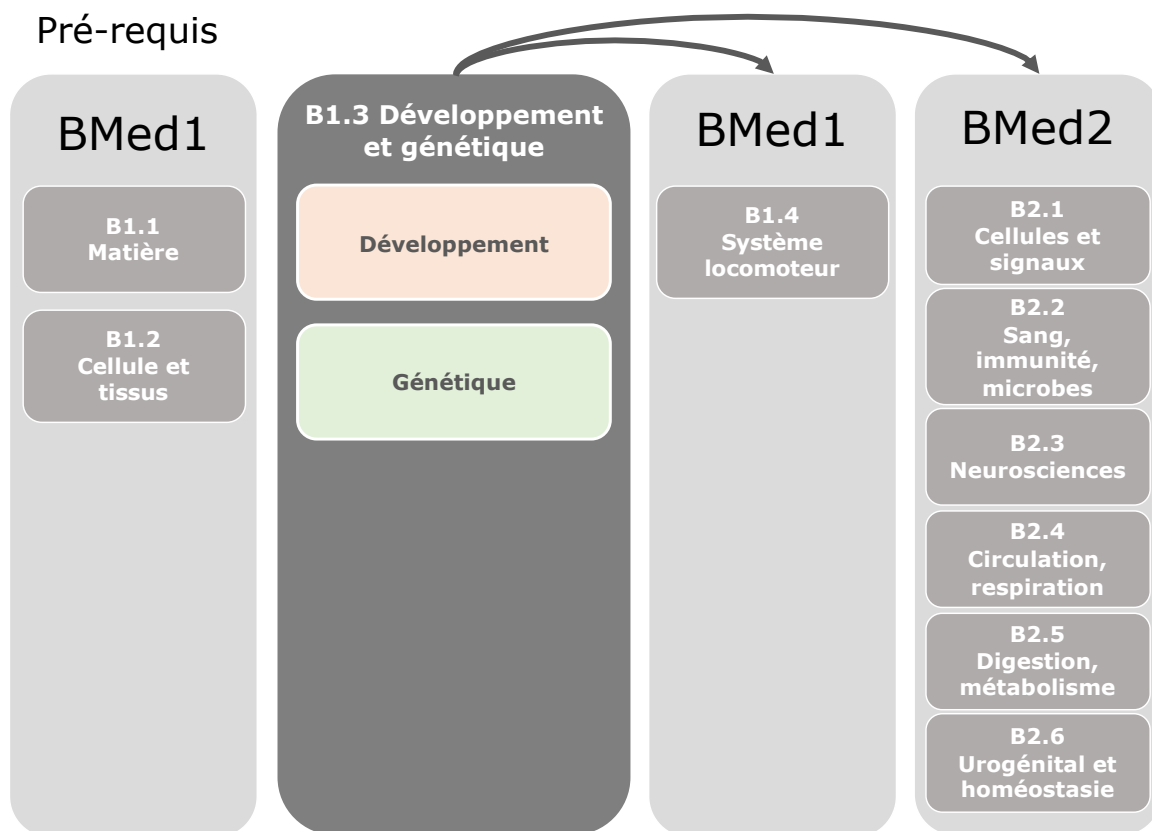 Pré-requis
BMed1
B1.1
Matière
B1.2
Cellule et
tissus
B1.3 Développement
et génétique
Développement
Génétique
BMed1
B1.4
Système
locomoteur
BMed2
B2.1
Cellules et
signaux
B2.2
Sang,
immunité,
microbes
B2.3
Neurosciences
B2.4
Circulation,
respiration
B2.5
Digestion,
métabolisme
B2.6
Urogénital et
homéostasie